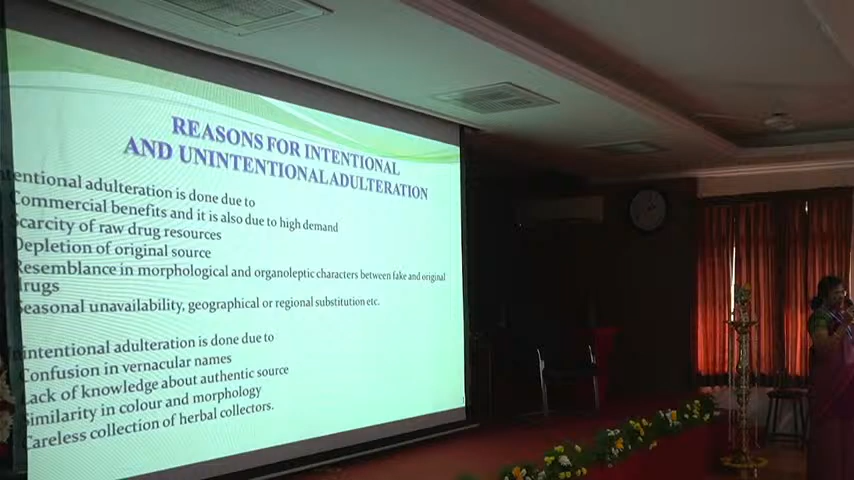 REASONS FOR INTENTIONAL
AND UNINTENTIONAL ADULTERATION
ntentional adulteration is done due to
Commercial benefits and it is also due to high demand
Scarcity of raw drug resources
Depletion of original source
Resemblance in morphological and organoleptic characters between fake and original
drugs
Seasonal unavailability, geographical or regional substitution etc.
nintentional adulteration is done due to
Confusion in vernacular names
Lack of knowledge about authentic source
Similarity in colour and morphology
Careless collection of herbal collectors.